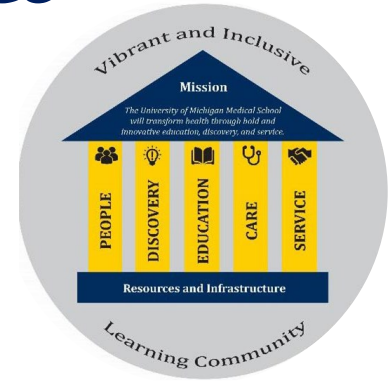 Vibrant and Inclusive
Mission
The University of Michigan Medical School
will transform health through bold and
innovative education, discovery, and service.
PEOPLE
DISCOVERY
EDUCATION
CARE
SERVICE
Resources and Infrastructure
Learning Community